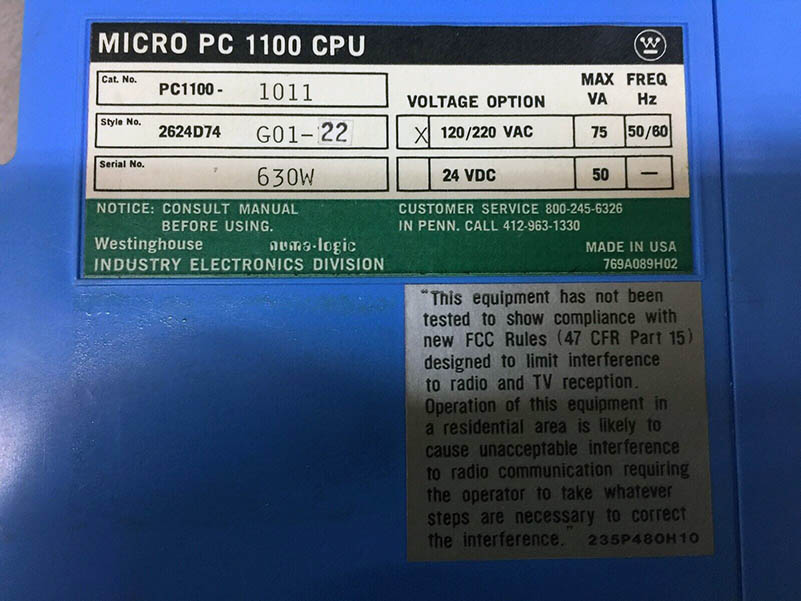 MICRO PC 1100 CPU
Cat. No. PC1100 - 1011
Style No. 2624D74 G01-22
Serial No. 630W
VOLTAGE OPTION MAX VA FREQ Hz
X 120/220 VAC 75 50/60
24 VDC 50 —
NOTICE: CONSULT MANUAL
BEFORE USING.
CUSTOMER SERVICE 800-245-6326
IN PENN. CALL 412-963-1330
Westinghouse numa-logic
INDUSTRY ELECTRONICS DIVISION
MADE IN USA
769A089H02
"This equipment has not been
tested to show compliance with
new FCC Rules (47 CFR Part 15)
designed to limit interference
to radio and TV reception.
Operation of this equipment in
a residential area is likely to
cause unacceptable interference
to radio communication requiring
the operator to take whatever
steps are necessary to correct
the interference." 235P480H10